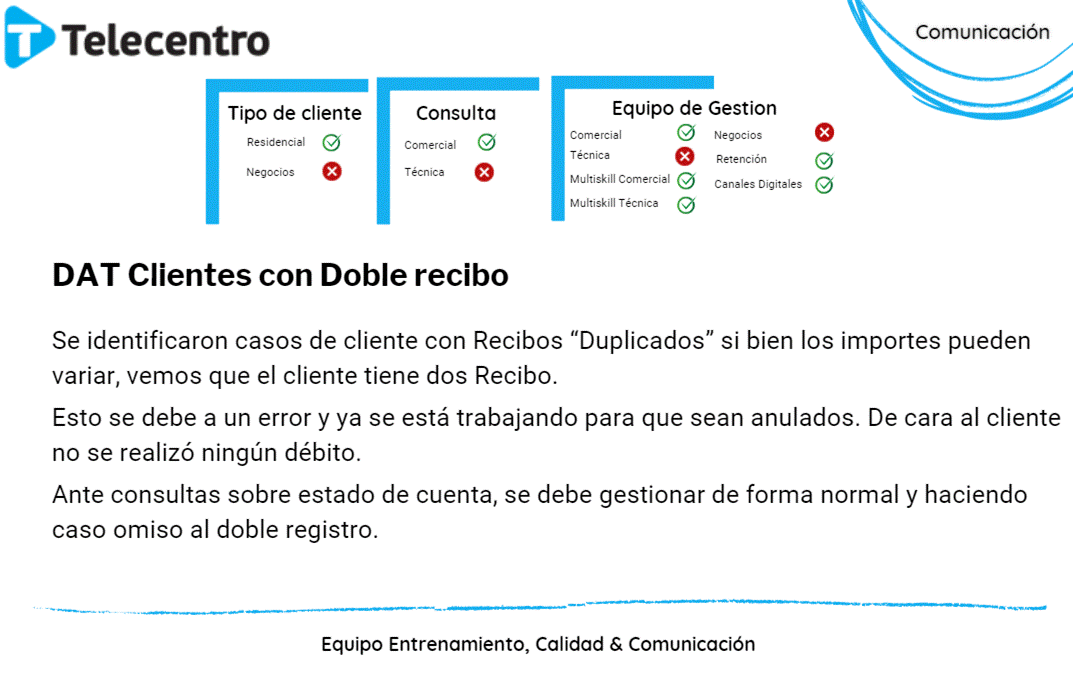 Telecentro
Comunicación
Tipo de cliente
Residencial
Negocios
Consulta
Comercial
Técnica
Equipo de Gestion
Comercial
Técnica
Multiskill Comercial
Multiskill Técnica
Negocios
Retención
Canales Digitales
DAT Clientes con Doble recibo
Se identificaron casos de cliente con Recibos “Duplicados” si bien los importes pueden
variar, vemos que el cliente tiene dos Recibo.
Esto se debe a un error y ya se está trabajando para que sean anulados. De cara al cliente
no se realizó ningún débito.
Ante consultas sobre estado de cuenta, se debe gestionar de forma normal y haciendo
caso omiso al doble registro.
Equipo Entrenamiento, Calidad & Comunicación